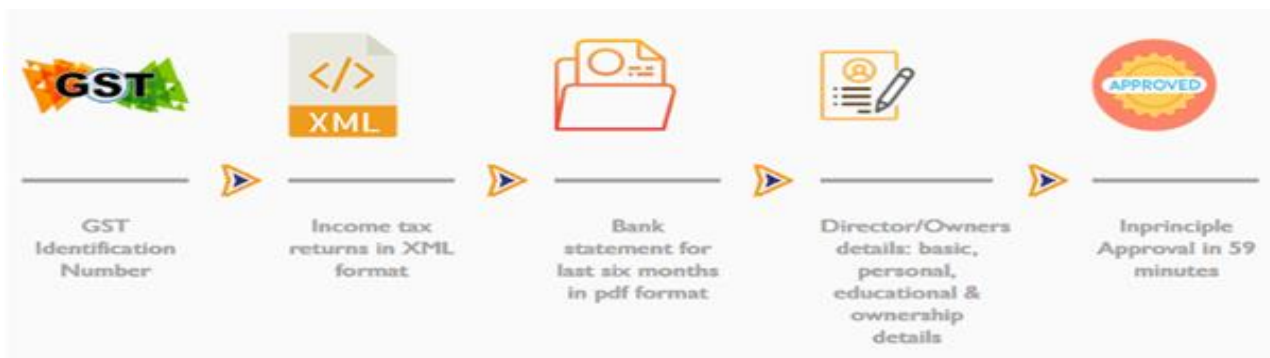 GST
</>
XML
APPROVED
GST
Identification
Number
Income tax
returns in XML
format
Bank
statement for
last six months
in pdf format
Director/Owners
details: basic,
personal,
educational &
ownership
details
Inprinciple
Approval in 59
minutes